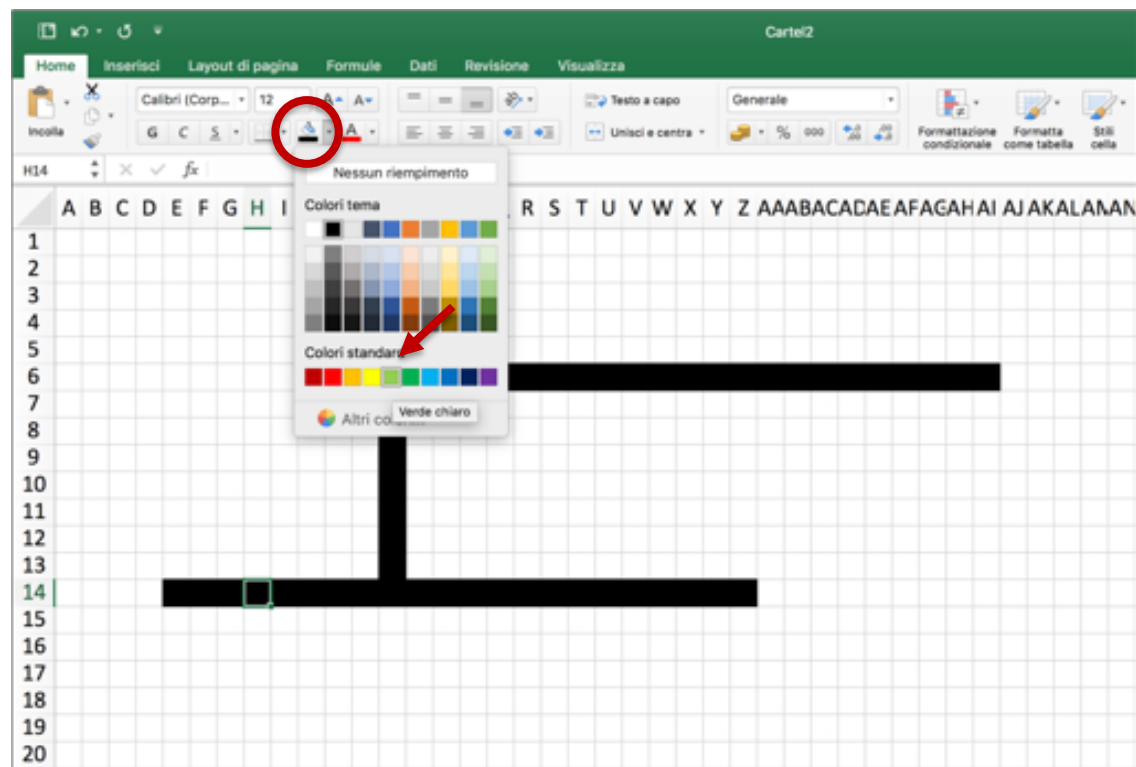 Cartel2
Home Inserisci Layout di pagina Formule Dati Revisione Visualizza
Incolla
Calibri (Corp... 12 A A
Testo a capo
Generale
G C S A
Unisci e centra
% 000
Formattazione condizionale
Formatta come tabella
Stili cella
H14 fx
Nessun riempimento
Colori tema
Colori standard
Verde chiaro
Altri co
A B C D E F G H I R S T U V W X Y Z AA AB AC AD AE AF AG AH AI AJ AK AL AM AN
1
2
3
4
5
6
7
8
9
10
11
12
13
14
15
16
17
18
19
20